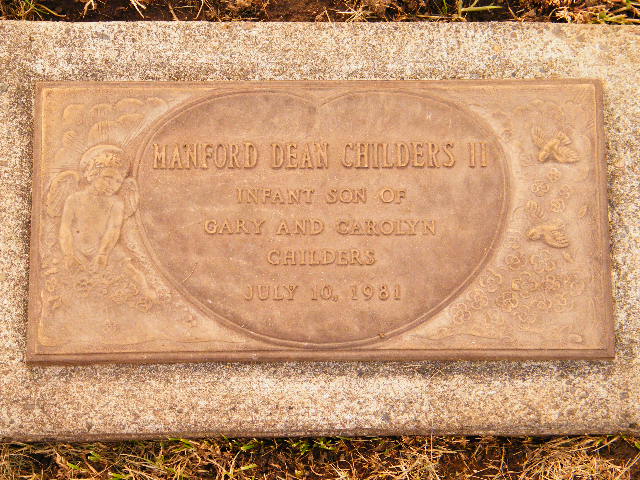 MANFORD DEAN CHILDERS II
INFANT SON OF
GARY AND CAROLYN
CHILDERS
JULY 10, 1981